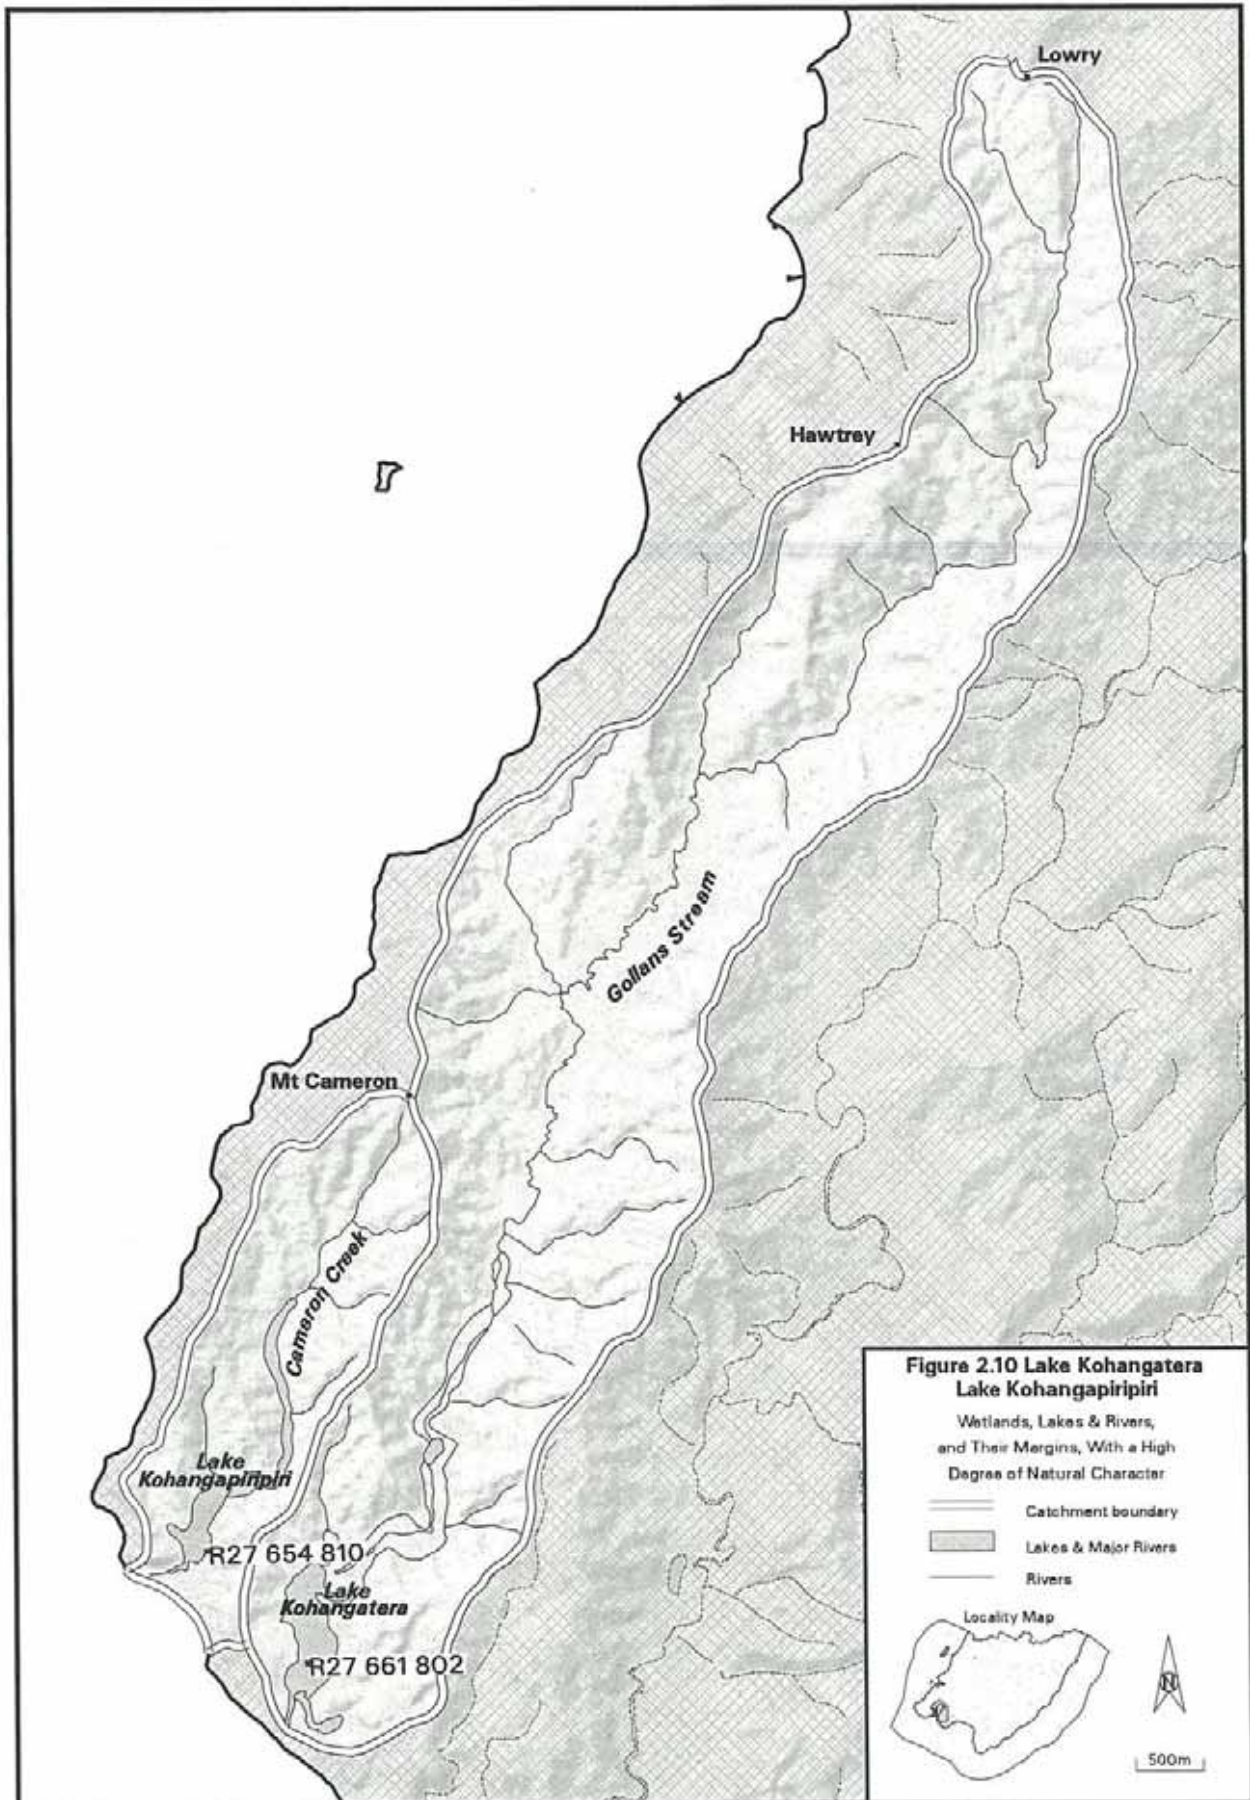 Lowry
Hawtrey
Gollans Stream
Mt Cameron
Cameron Creek
Lake
Kohangapiripiri
R27 654 810
Lake
Kohangatera
R27 661 802
Figure 2.10 Lake Kohangatera
Lake Kohangapiripiri
Wetlands, Lakes & Rivers,
and Their Margins, With a High
Degree of Natural Character
Catchment boundary
Lakes & Major Rivers
Rivers
Locality Map
N
500m